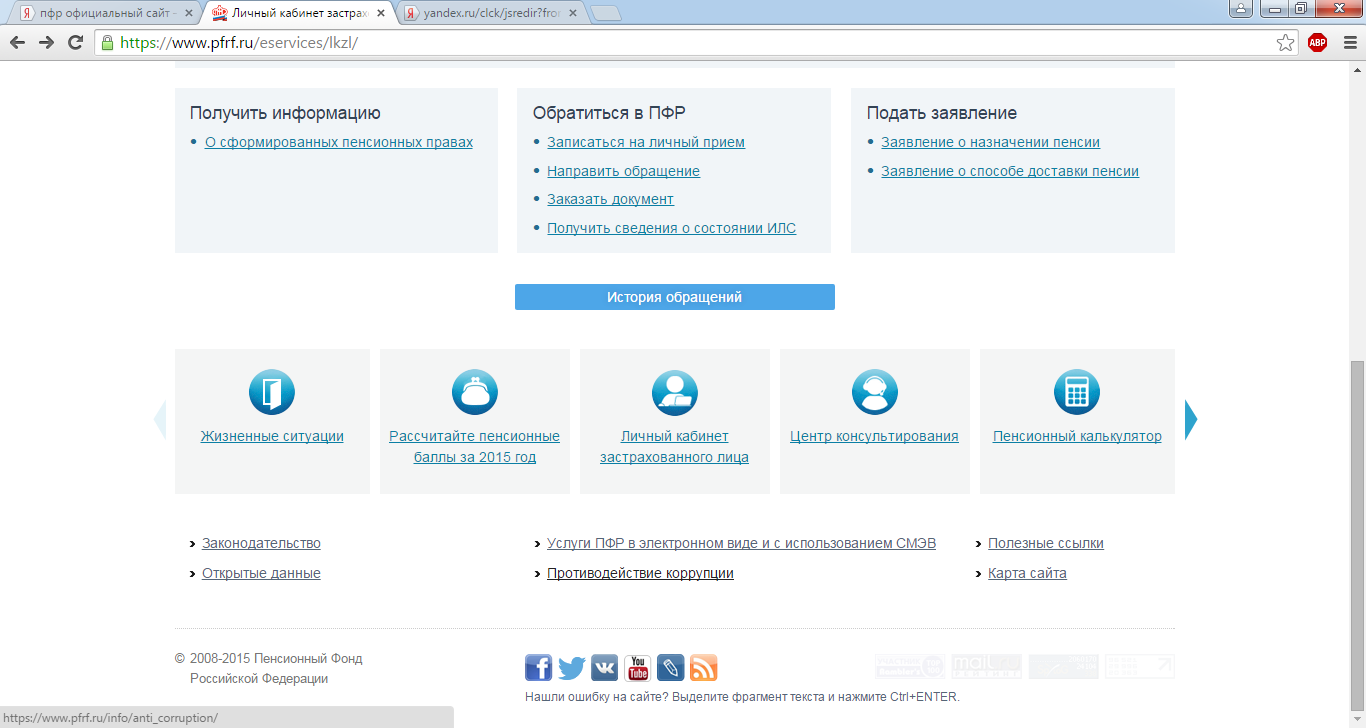 пфр официальный сайт -
Личный кабинет застрах
yandex.ru/clck/jsredir?from
https://www.pfrf.ru/eservices/lkzl/
ABP
Получить информацию
О сформированных пенсионных правах
Обратиться в ПФР
Записаться на личный прием
Направить обращение
Заказать документ
Получить сведения о состоянии ИЛС
Подать заявление
Заявление о назначении пенсии
Заявление о способе доставки пенсии
История обращений
Жизненные ситуации
Рассчитайте пенсионные
баллы за 2015 год
Личный кабинет
застрахованного лица
Центр консультирования
Пенсионный калькулятор
Законодательство
Открытые данные
Услуги ПФР в электронном виде и с использованием СМЭВ
Противодействие коррупции
Полезные ссылки
Карта сайта
© 2008-2015 Пенсионный Фонд
Российской Федерации
You
Tube
Нашли ошибку на сайте? Выделите фрагмент текста и нажмите Ctrl+ENTER.
https://www.pfrf.ru/info/anti_corruption/